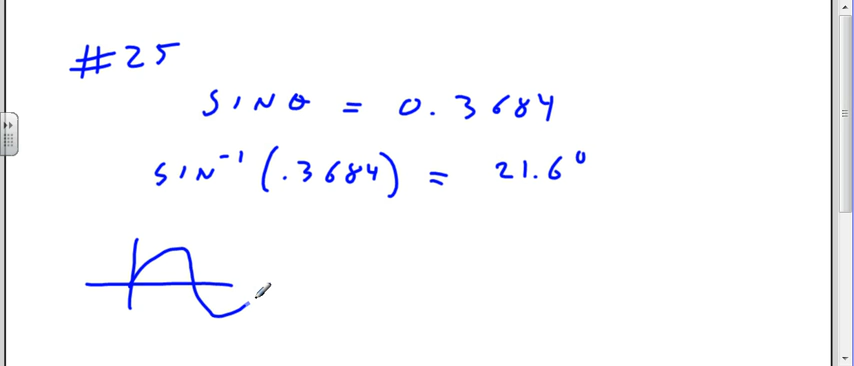 #25
SIN θ = 0.3684
SIN⁻¹ (.3684) = 21.6°